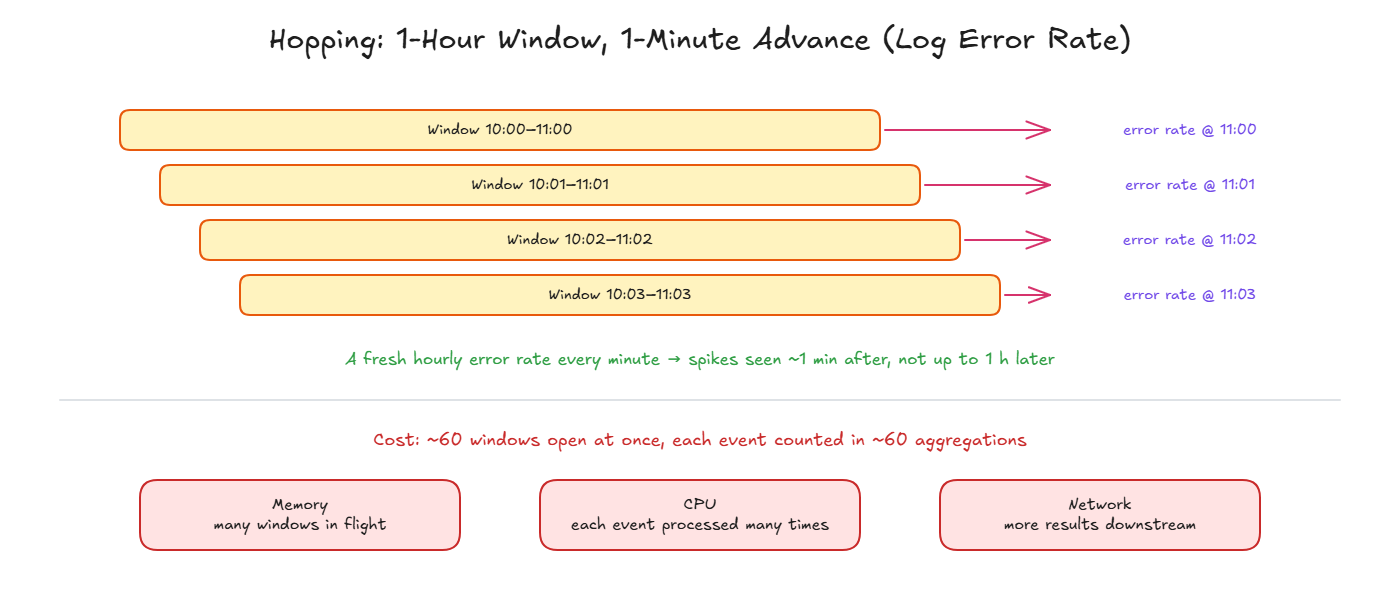 Hopping: 1-Hour Window, 1-Minute Advance (Log Error Rate)
Window 10:00–11:00
error rate @ 11:00
Window 10:01–11:01
error rate @ 11:01
Window 10:02–11:02
error rate @ 11:02
Window 10:03–11:03
error rate @ 11:03
A fresh hourly error rate every minute → spikes seen ~1 min after, not up to 1 h later
Cost: ~60 windows open at once, each event counted in ~60 aggregations
Memory
many windows in flight
CPU
each event processed many times
Network
more results downstream